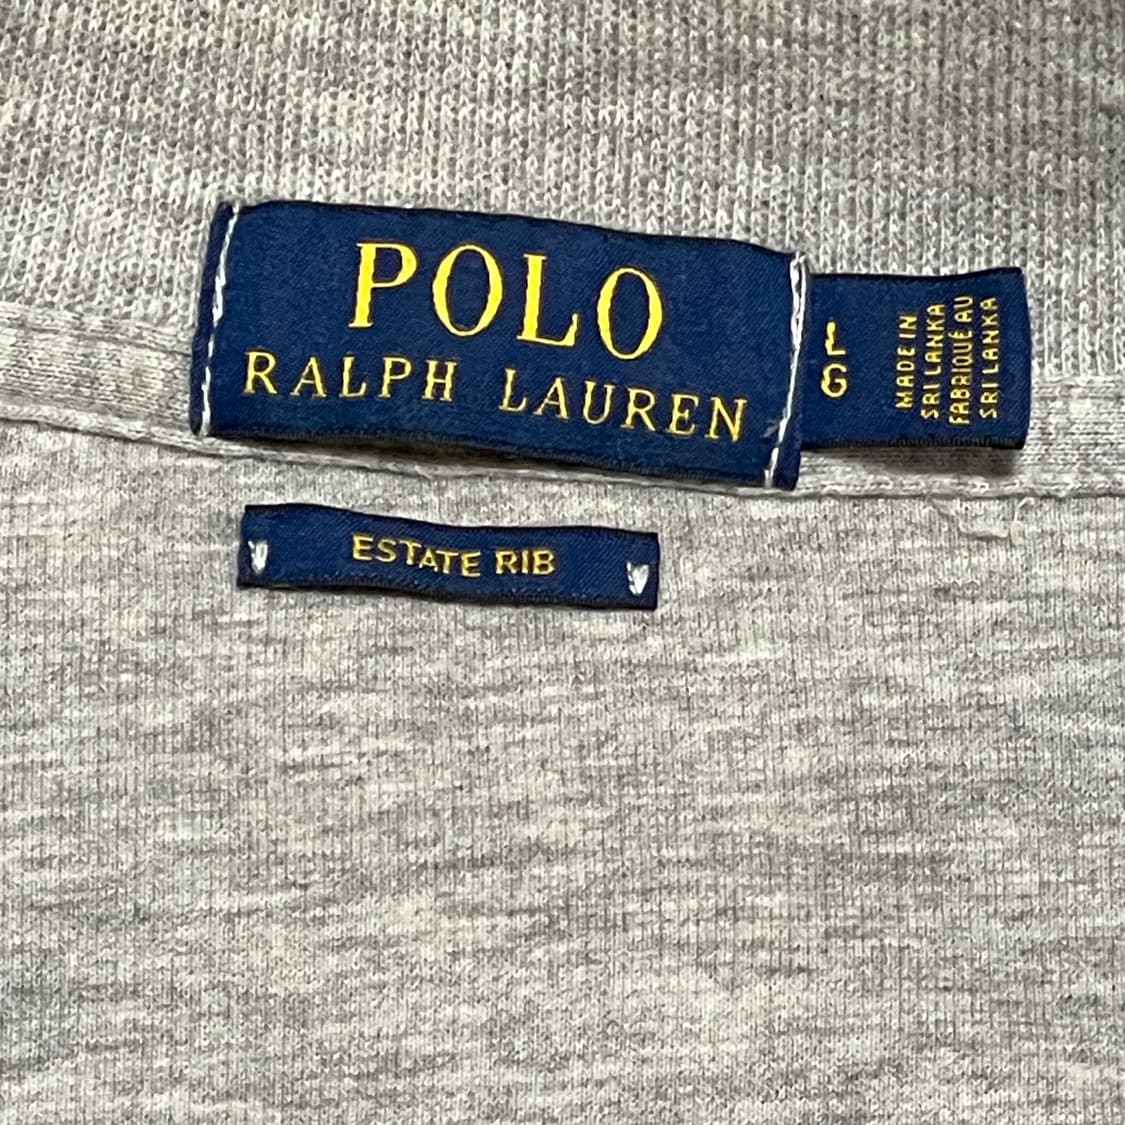 POLO
RALPH LAUREN
L
G
MADE IN
SRI LANKA
FABRIQUÉ AU
SRI LANKA
ESTATE RIB